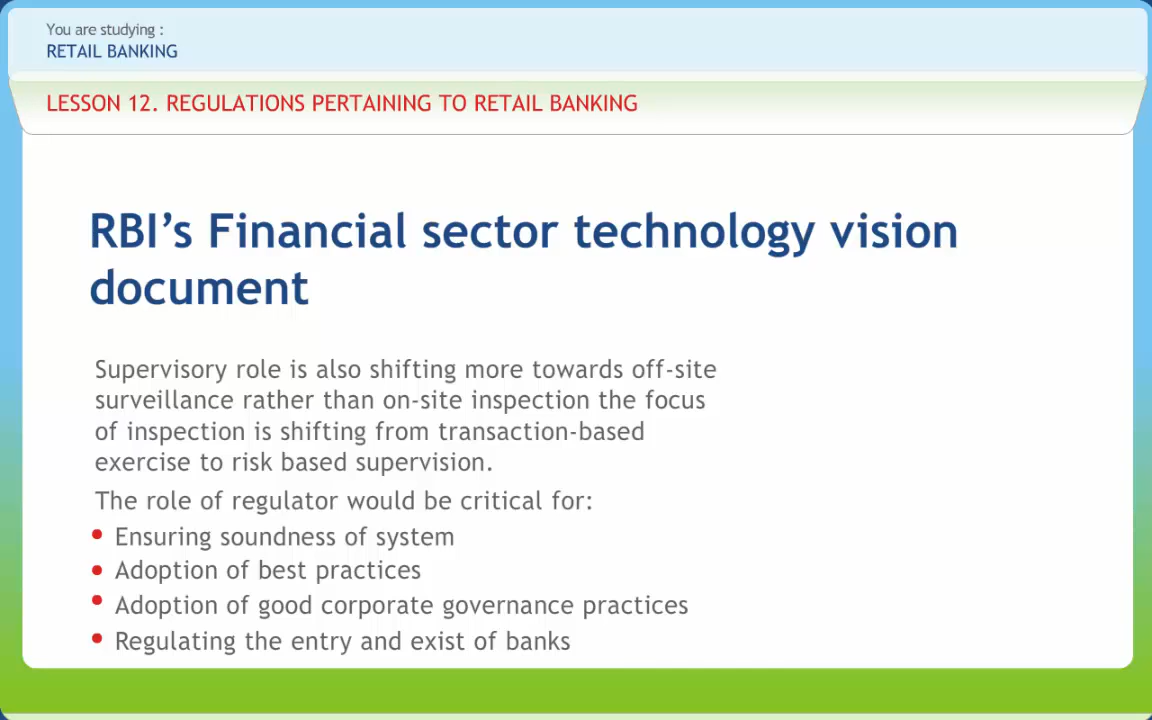 You are studying :
RETAIL BANKING
LESSON 12. REGULATIONS PERTAINING TO RETAIL BANKING
RBI’s Financial sector technology vision
document
Supervisory role is also shifting more towards off-site
surveillance rather than on-site inspection the focus
of inspection is shifting from transaction-based
exercise to risk based supervision.
The role of regulator would be critical for:
• Ensuring soundness of system
• Adoption of best practices
• Adoption of good corporate governance practices
• Regulating the entry and exist of banks